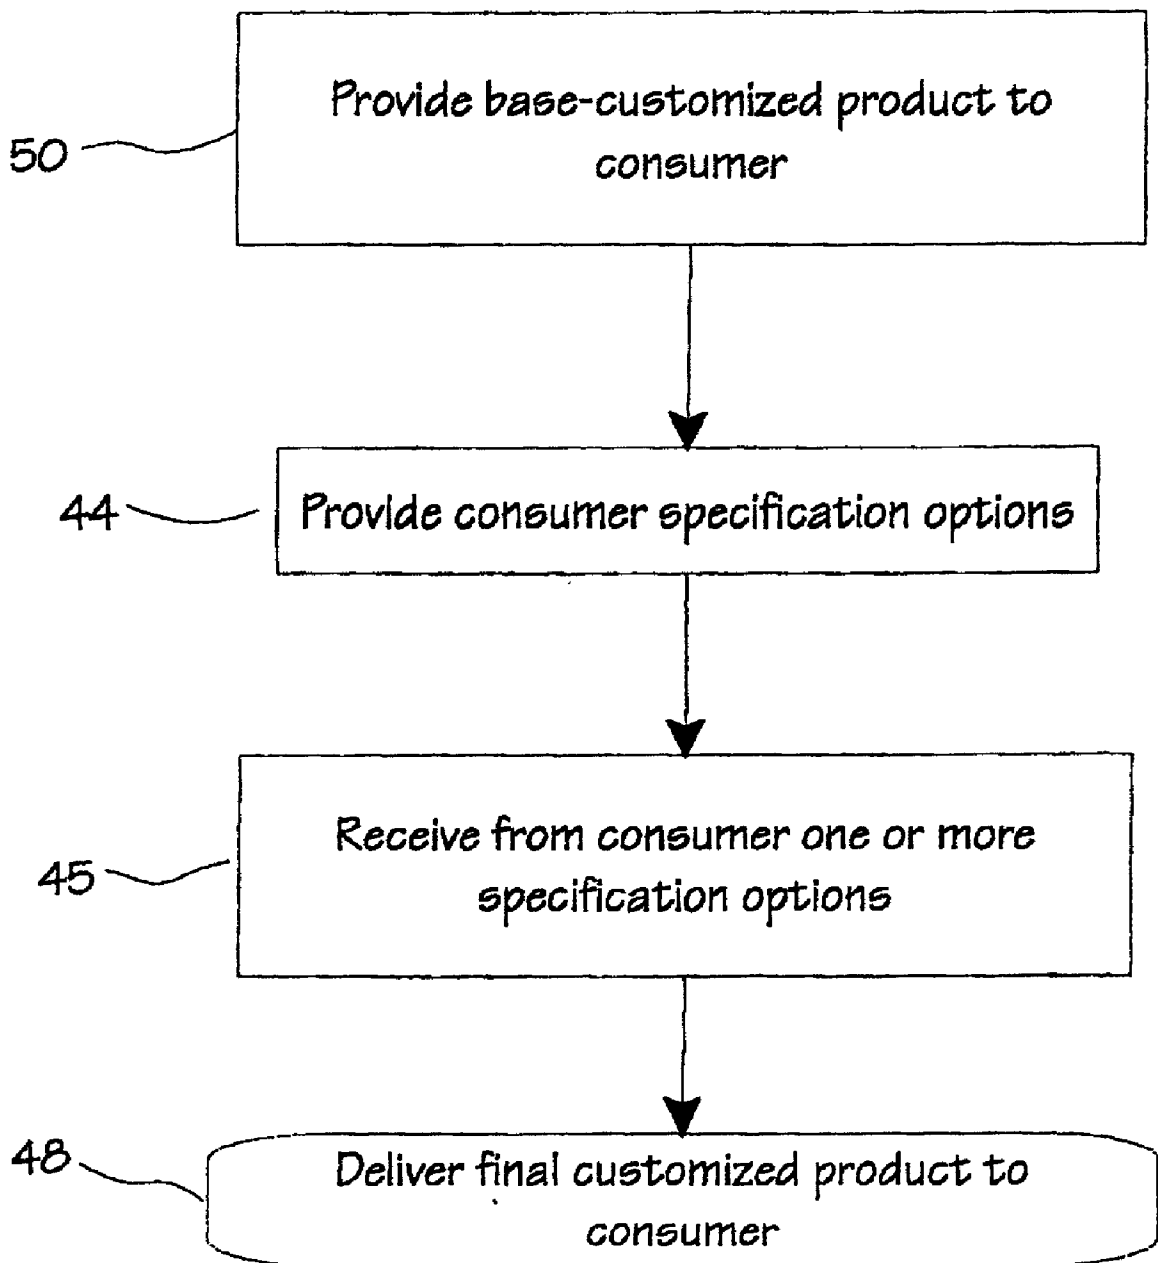 Provide base-customized product to
consumer
50
44
Provide consumer specification options
Receive from consumer one or more
specification options
45
48
Deliver final customized product to
consumer